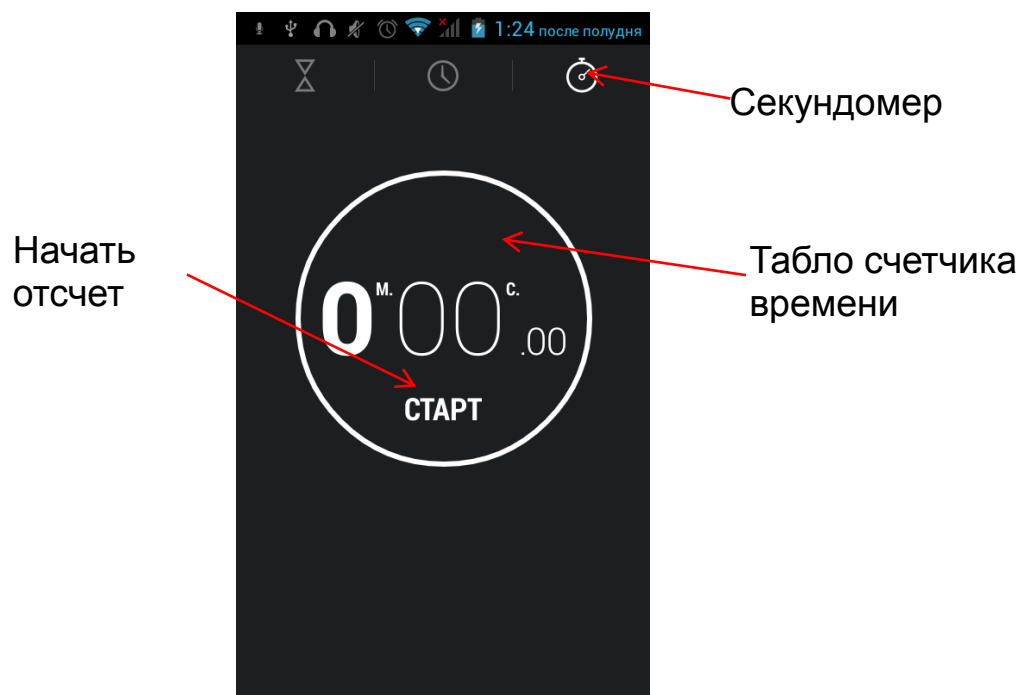 1:24 после полудня
Секундомер
Начать
отсчет
Табло счетчика
времени
0 м. 00 с. .00
СТАРТ